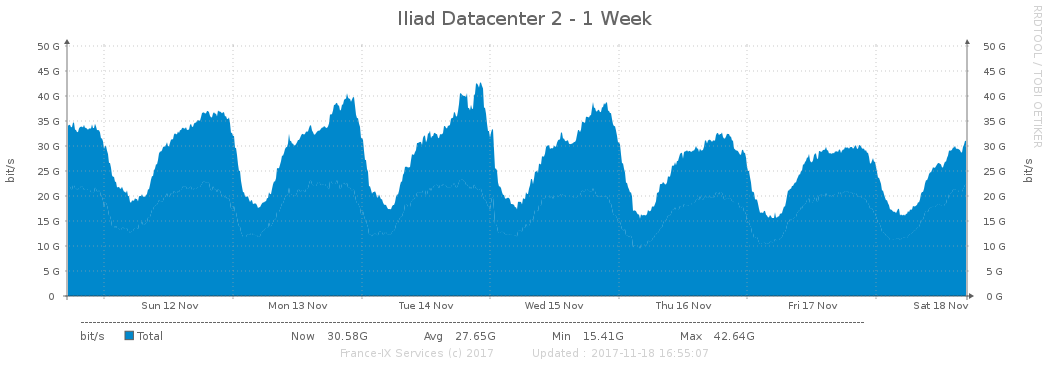 Iliad Datacenter 2 - 1 Week
RRDTOOL / TOBI OETIKER
50 G 50 G
45 G 45 G
40 G 40 G
35 G 35 G
30 G 30 G
25 G 25 G
20 G 20 G
15 G 15 G
10 G 10 G
5 G 5 G
0 0 G
bit/s bit/s
Sun 12 Nov Mon 13 Nov Tue 14 Nov Wed 15 Nov Thu 16 Nov Fri 17 Nov Sat 18 Nov
bit/s Total Now 30.58G Avg 27.65G Min 15.41G Max 42.64G
France-IX Services (c) 2017 Updated : 2017-11-18 16:55:07